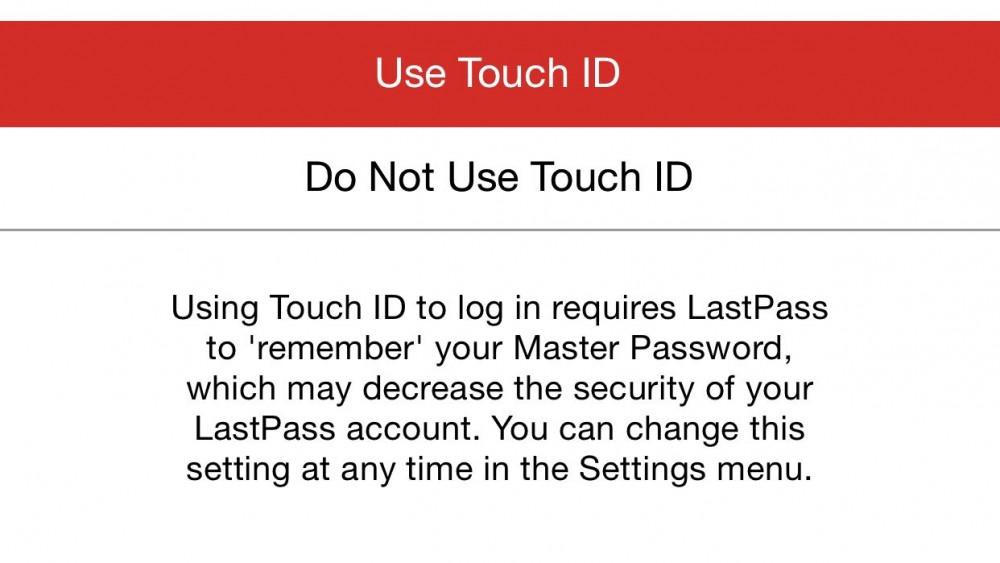 Use Touch ID
Do Not Use Touch ID
Using Touch ID to log in requires LastPass
to 'remember' your Master Password,
which may decrease the security of your
LastPass account. You can change this
setting at any time in the Settings menu.